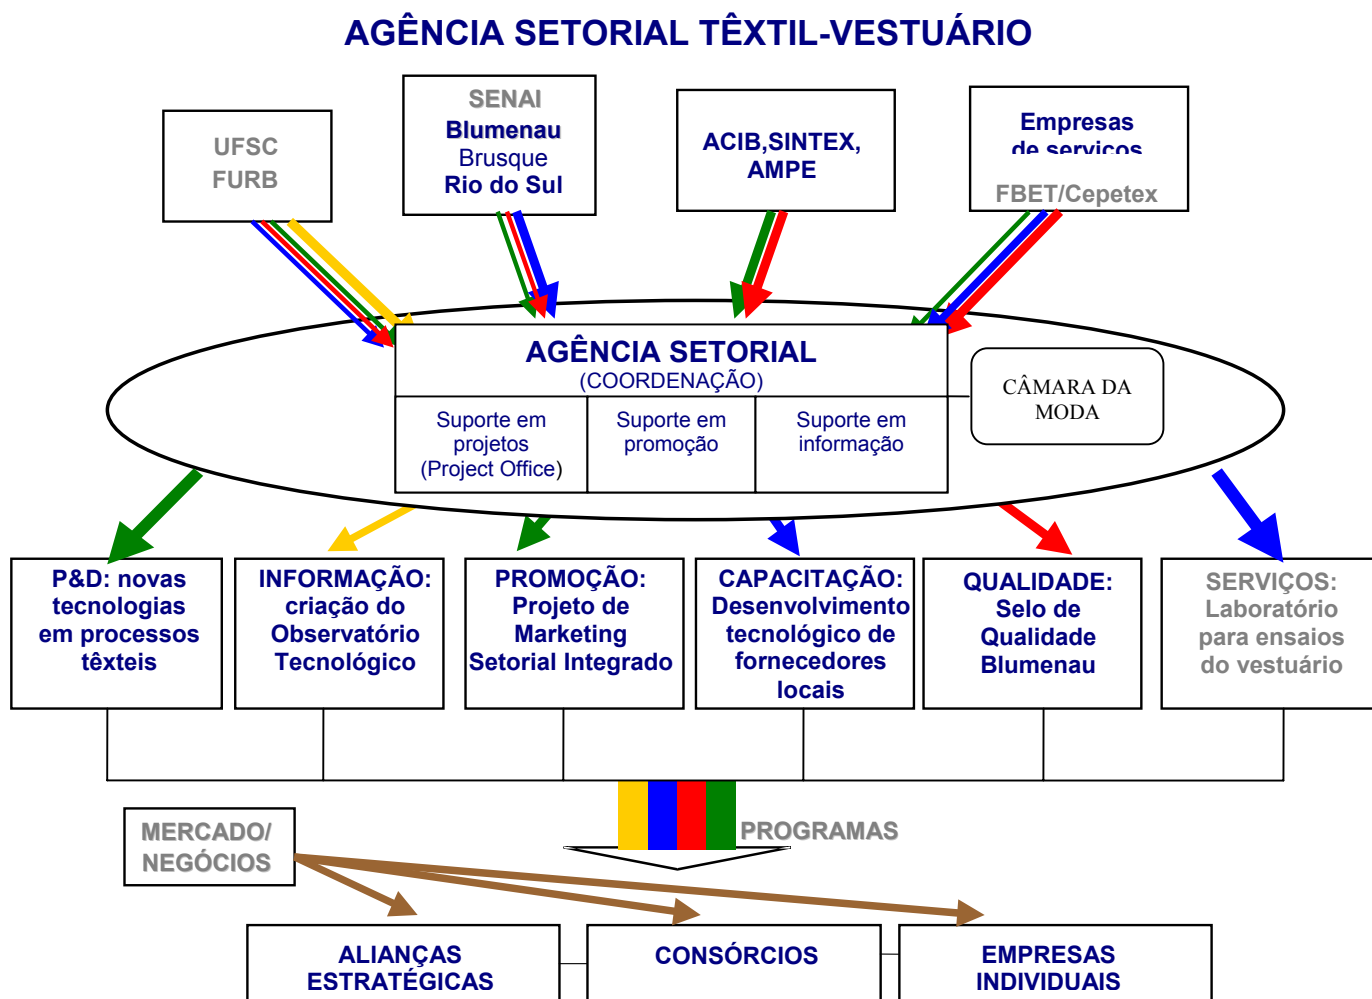 AGÊNCIA SETORIAL TÊXTIL-VESTUÁRIO
UFSC
FURB
SENAI
Blumenau
Brusque
Rio do Sul
ACIB,SINTEX,
AMPE
Empresas
de serviços
FBET/Cepetex
AGÊNCIA SETORIAL
(COORDENAÇÃO)
Suporte em
projetos
(Project Office)
Suporte em
promoção
Suporte em
informação
CÂMARA DA
MODA
P&D: novas
tecnologias
em processos
têxteis
INFORMAÇÃO:
criação do
Observatório
Tecnológico
PROMOÇÃO:
Projeto de
Marketing
Setorial Integrado
CAPACITAÇÃO:
Desenvolvimento
tecnológico de
fornecedores
locais
QUALIDADE:
Selo de
Qualidade
Blumenau
SERVIÇOS:
Laboratório
para ensaios
do vestuário
PROGRAMAS
MERCADO/
NEGÓCIOS
ALIANÇAS
ESTRATÉGICAS
CONSÓRCIOS
EMPRESAS
INDIVIDUAIS